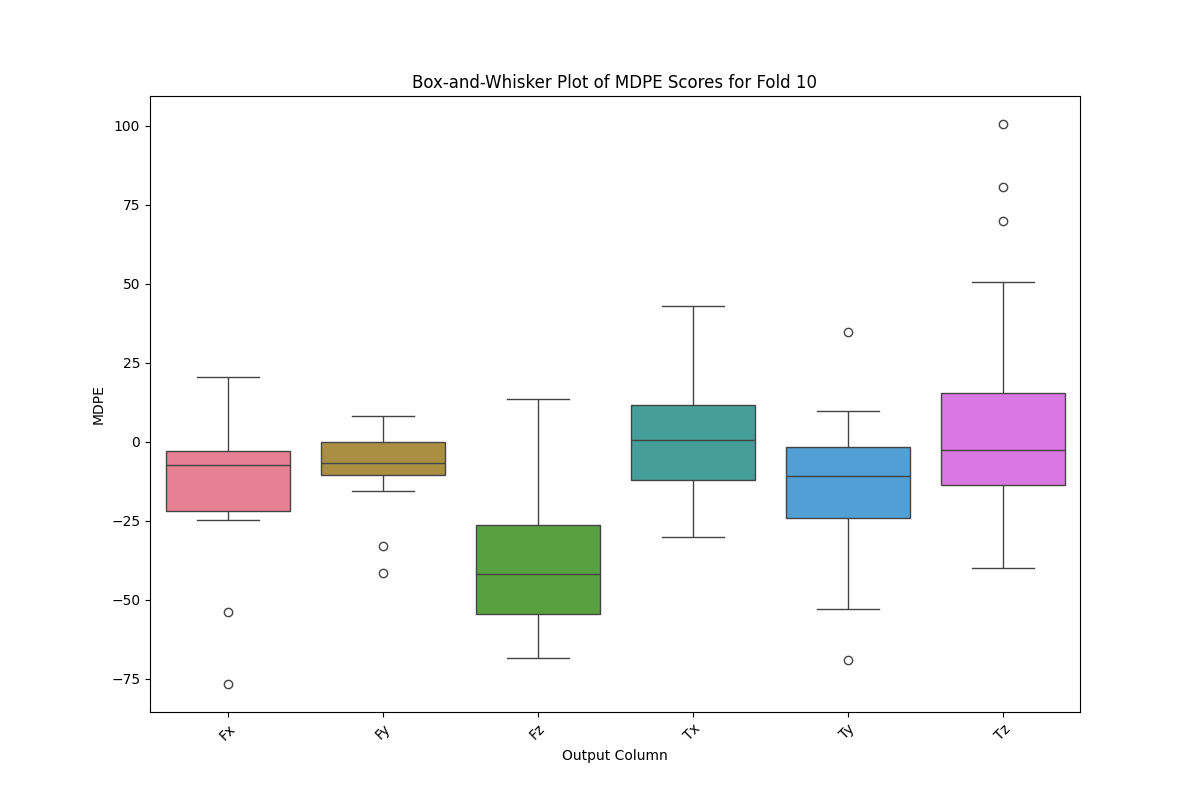 Box-and-Whisker Plot of MDPE Scores for Fold 10
100
75
50
25
0
−25
−50
−75
MDPE
Fx
Fy
Fz
Tx
Ty
Tz
Output Column